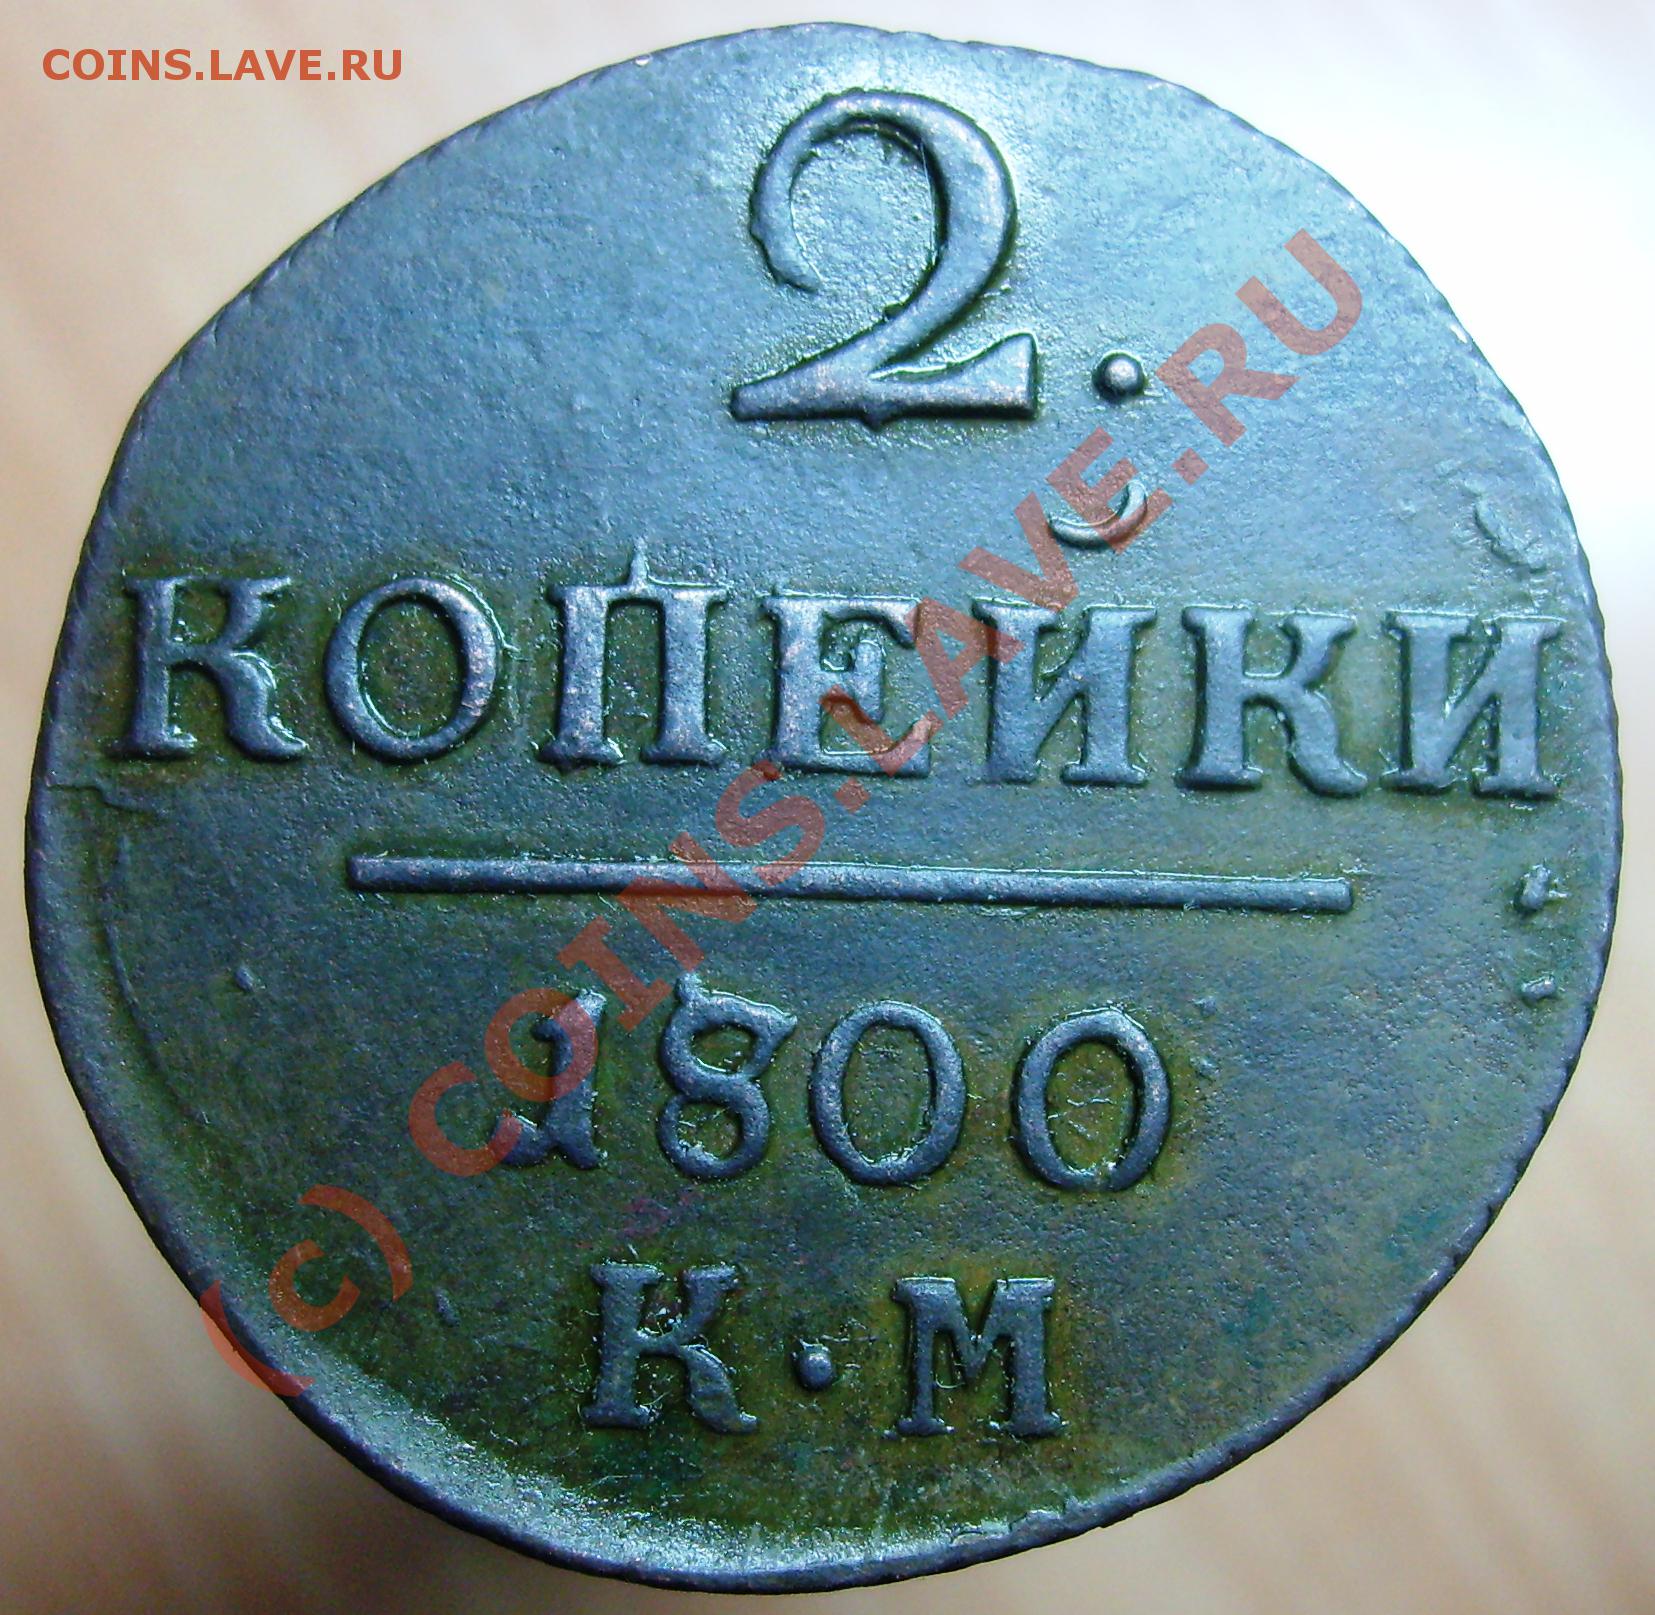 COINS.LAVE.RU
2.
КОПЕЙКИ
1800
К·М
(c) COINS.LAVE.RU